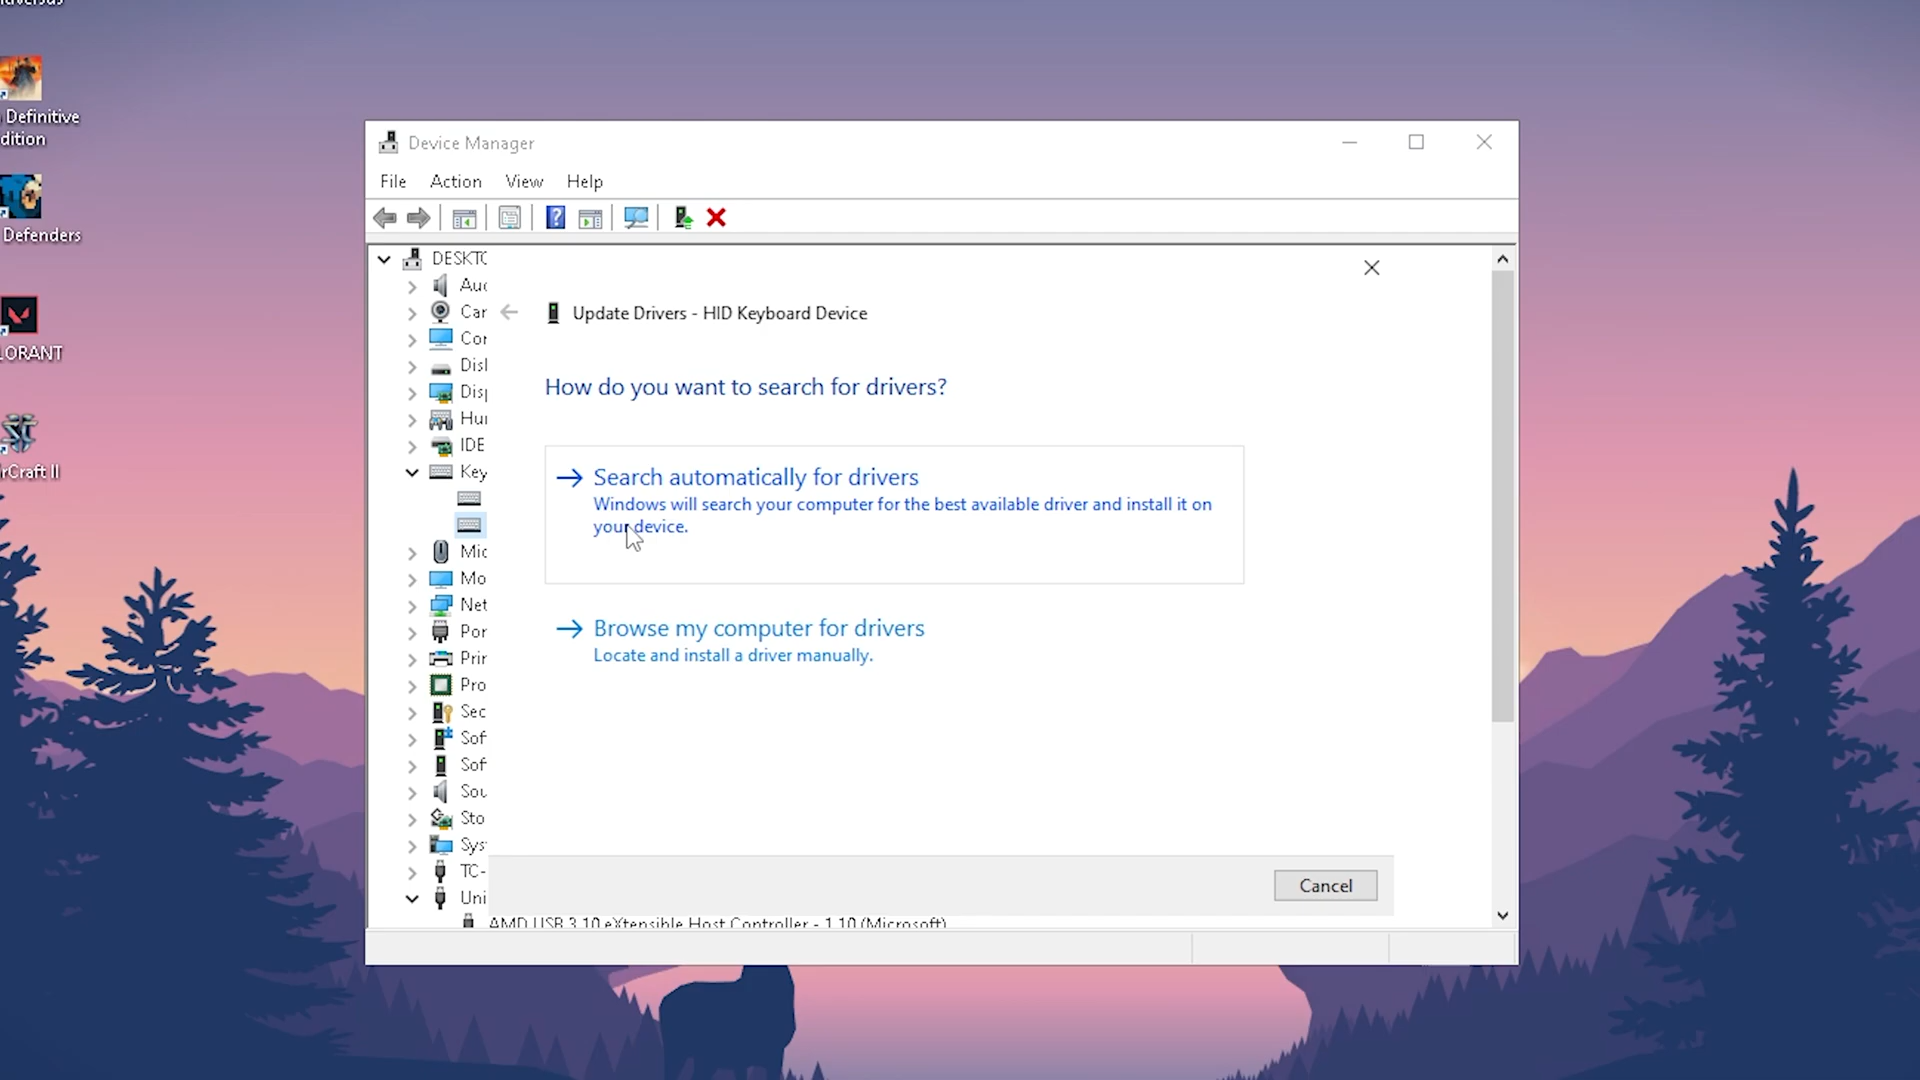 Definitive
dition
Defenders
LORANT
rCraft II
Device Manager
File Action View Help
DESKTC
Auc
Car
Cor
Disl
Disp
Hur
IDE
Key
Mic
Mo
Net
Por
Prir
Pro
Sec
Sof
Sof
Sou
Sto
Sys
TC-
Uni
AMD USB 3.10 eXtensible Host Controller - 1.10 (Microsoft)
Update Drivers - HID Keyboard Device
How do you want to search for drivers?
Search automatically for drivers
Windows will search your computer for the best available driver and install it on
your device.
Browse my computer for drivers
Locate and install a driver manually.
Cancel